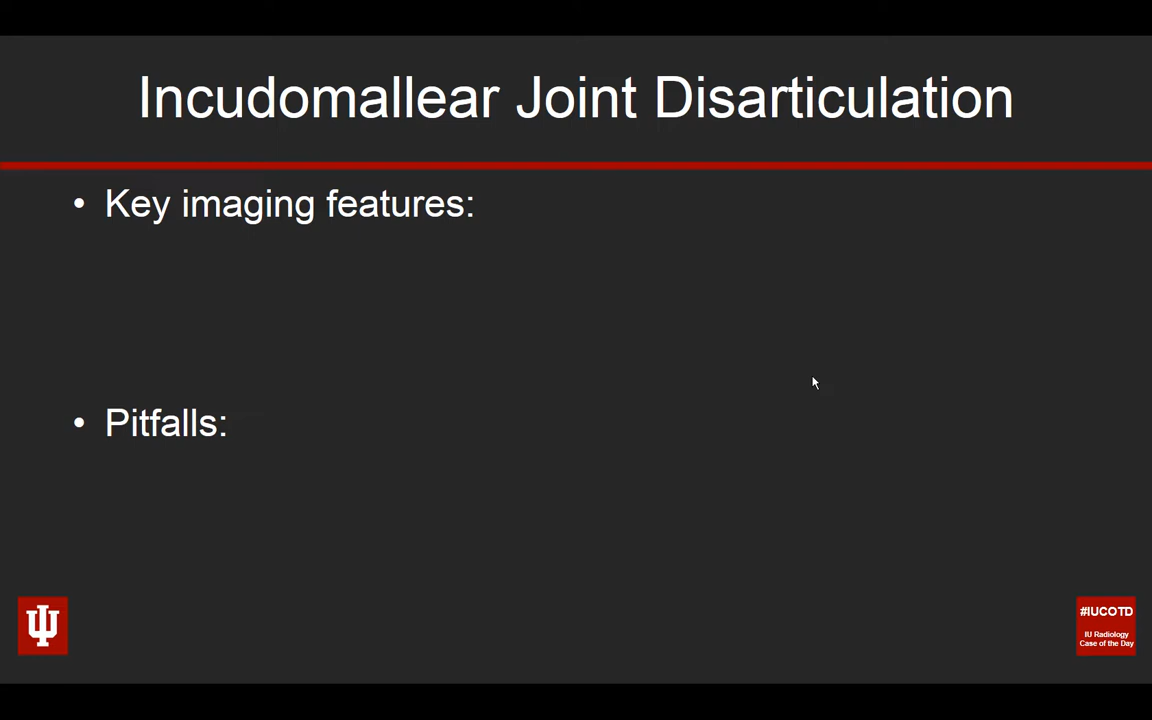 Incudomallear Joint Disarticulation
• Key imaging features:
• Pitfalls:
#IUCOTD
IU Radiology
Case of the Day